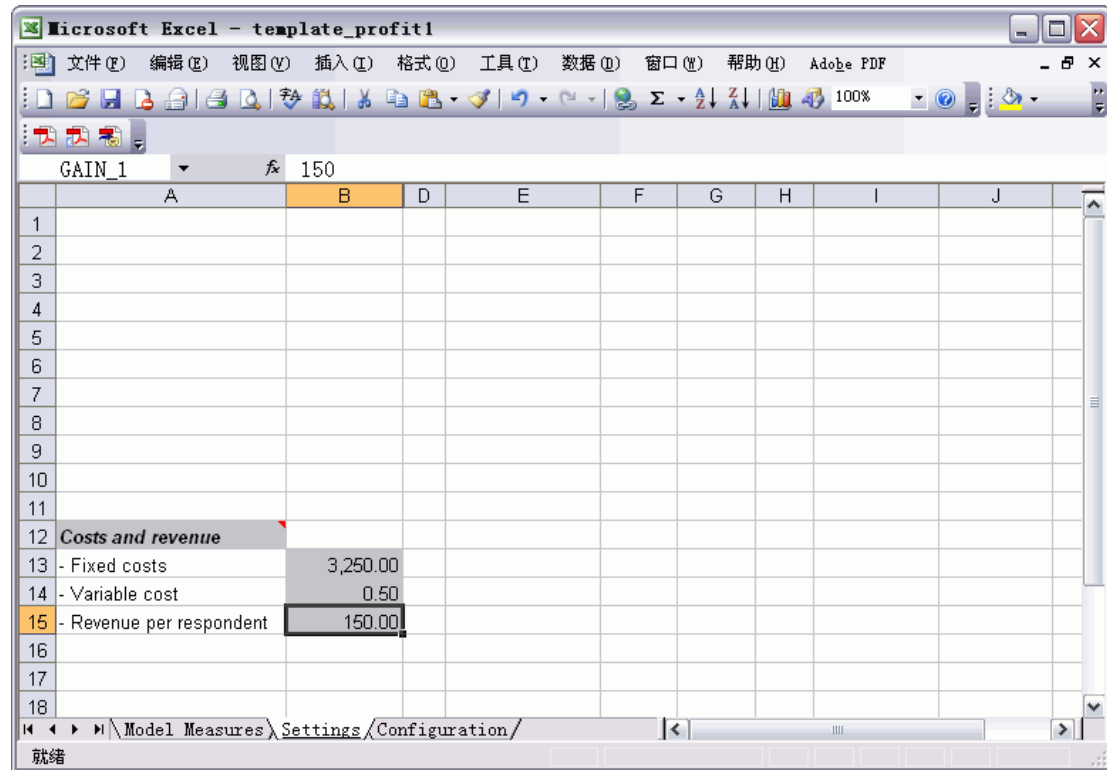 Microsoft Excel - template_profit1
文件(F) 编辑(E) 视图(V) 插入(I) 格式(O) 工具(T) 数据(D) 窗口(W) 帮助(H) Adobe PDF
100%
GAIN_1 fx 150
A B D E F G H I J
1
2
3
4
5
6
7
8
9
10
11
12 Costs and revenue
13 - Fixed costs 3,250.00
14 - Variable cost 0.50
15 - Revenue per respondent 150.00
16
17
18
Model Measures Settings Configuration
就绪